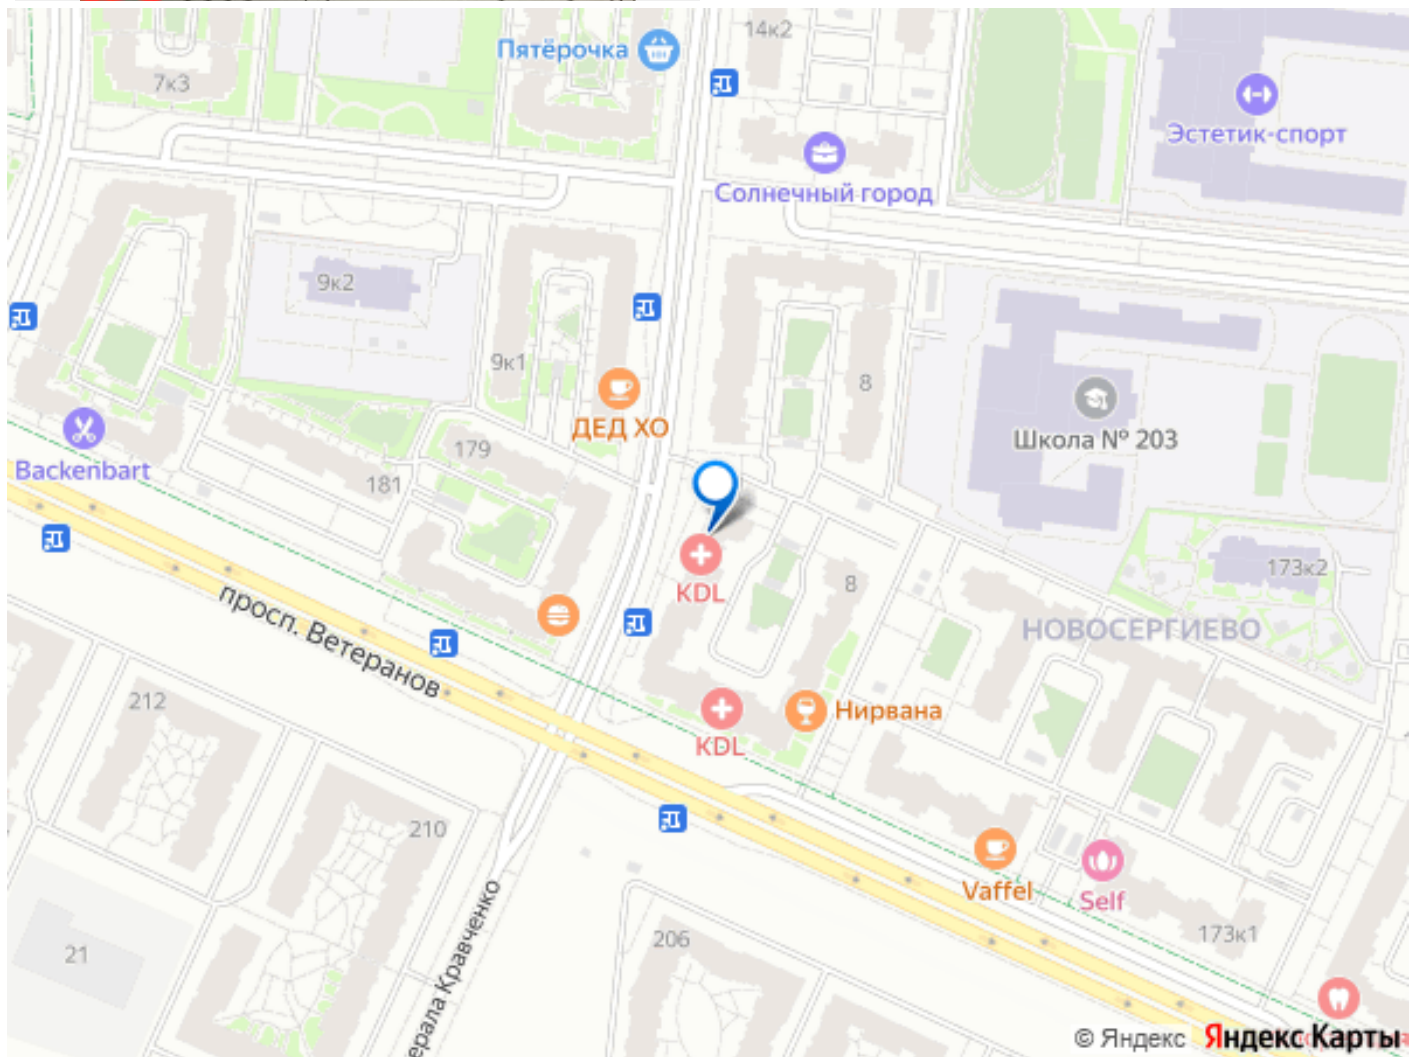 14к2
Пятёрочка
7к3
Эстетик-спорт
Солнечный город
9к2
9к1
8
ДЕД ХО
Школа № 203
Backenbart
179
181
KDL
8
173к2
просп. Ветеранов
НОВОСЕРГИЕВО
212
Нирвана
KDL
210
Vaffel
Self
206
173к1
21
ерала Кравченко
© Яндекс Яндекс Карты